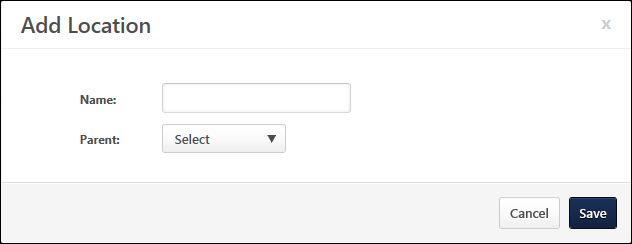 Add Location
x
Name:
Parent: Select
Cancel Save